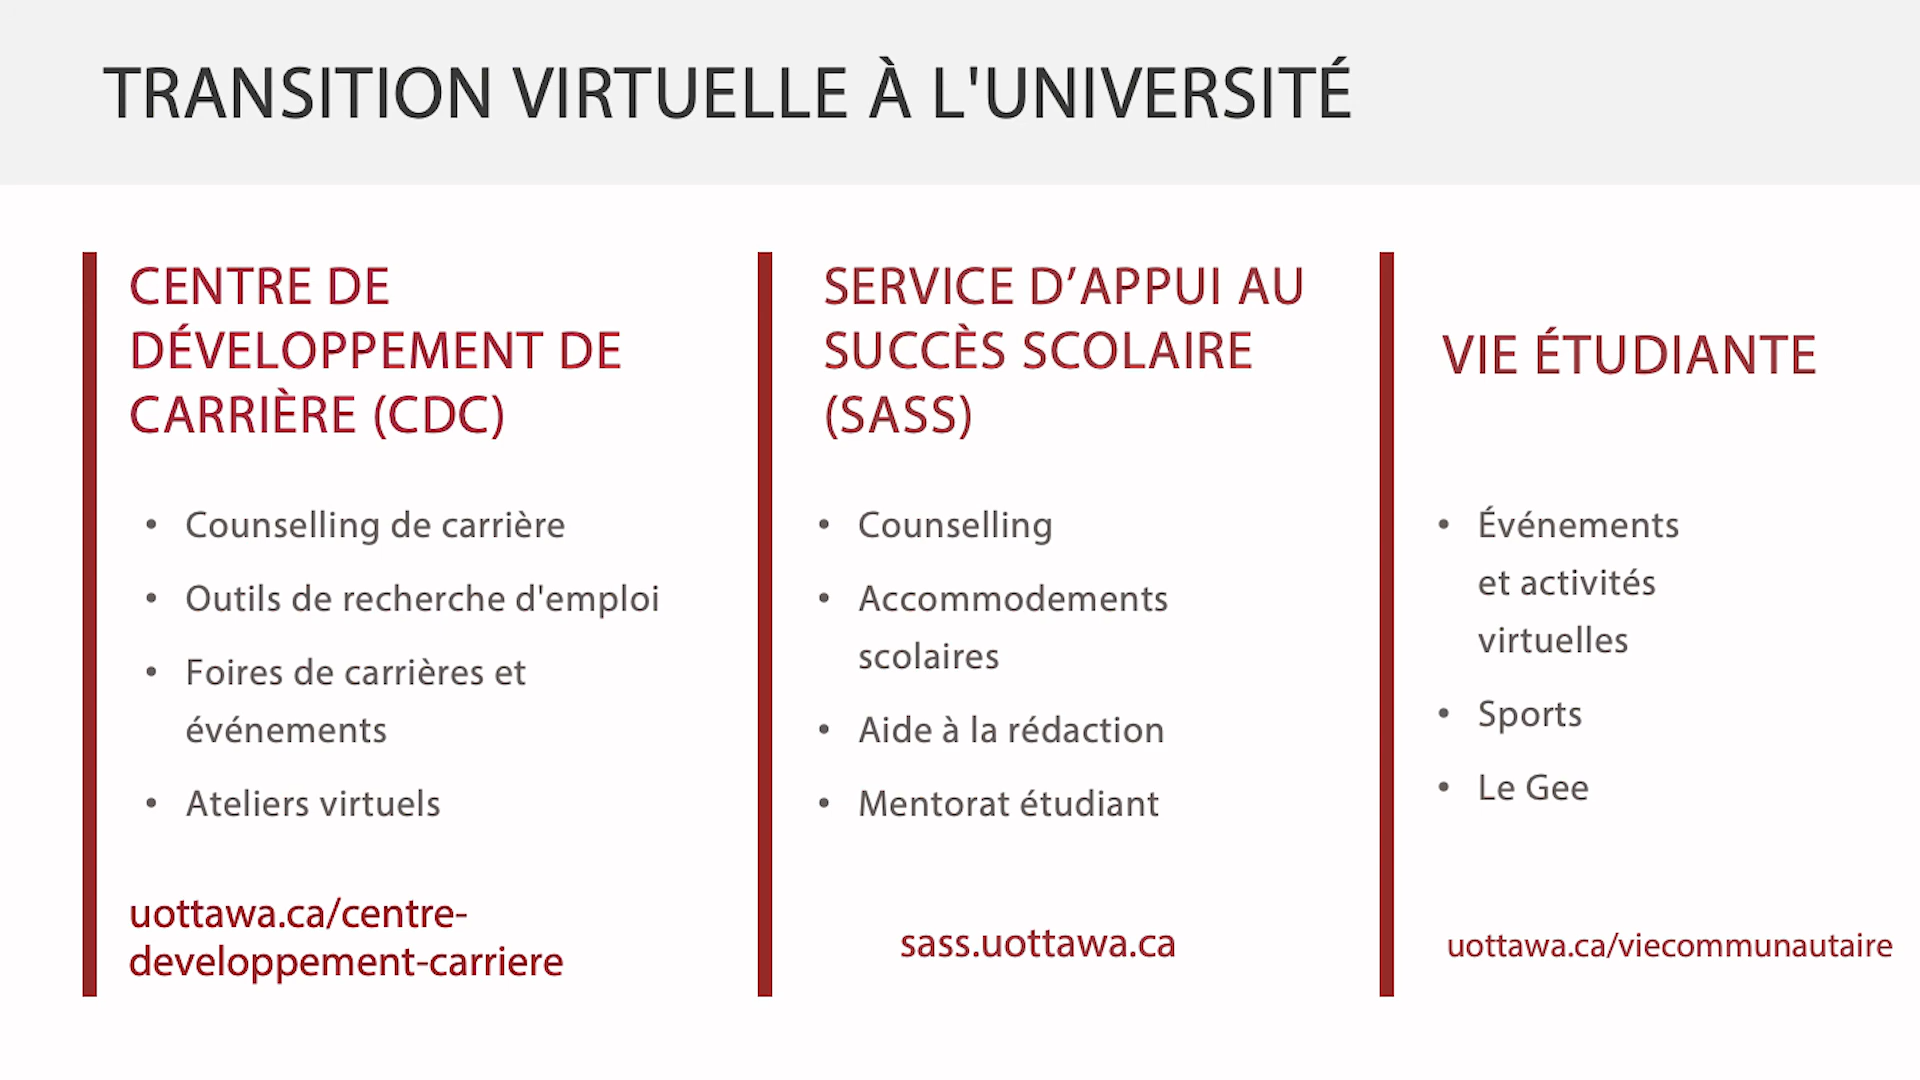 TRANSITION VIRTUELLE À L'UNIVERSITÉ
CENTRE DE
DÉVELOPPEMENT DE
CARRIÈRE (CDC)
• Counselling de carrière
• Outils de recherche d'emploi
• Foires de carrières et
événements
• Ateliers virtuels
uottawa.ca/centre-
developpement-carriere
SERVICE D’APPUI AU
SUCCÈS SCOLAIRE
(SASS)
• Counselling
• Accommodements
scolaires
• Aide à la rédaction
• Mentorat étudiant
sass.uottawa.ca
VIE ÉTUDIANTE
• Événements
et activités
virtuelles
• Sports
• Le Gee
uottawa.ca/viecommunautaire